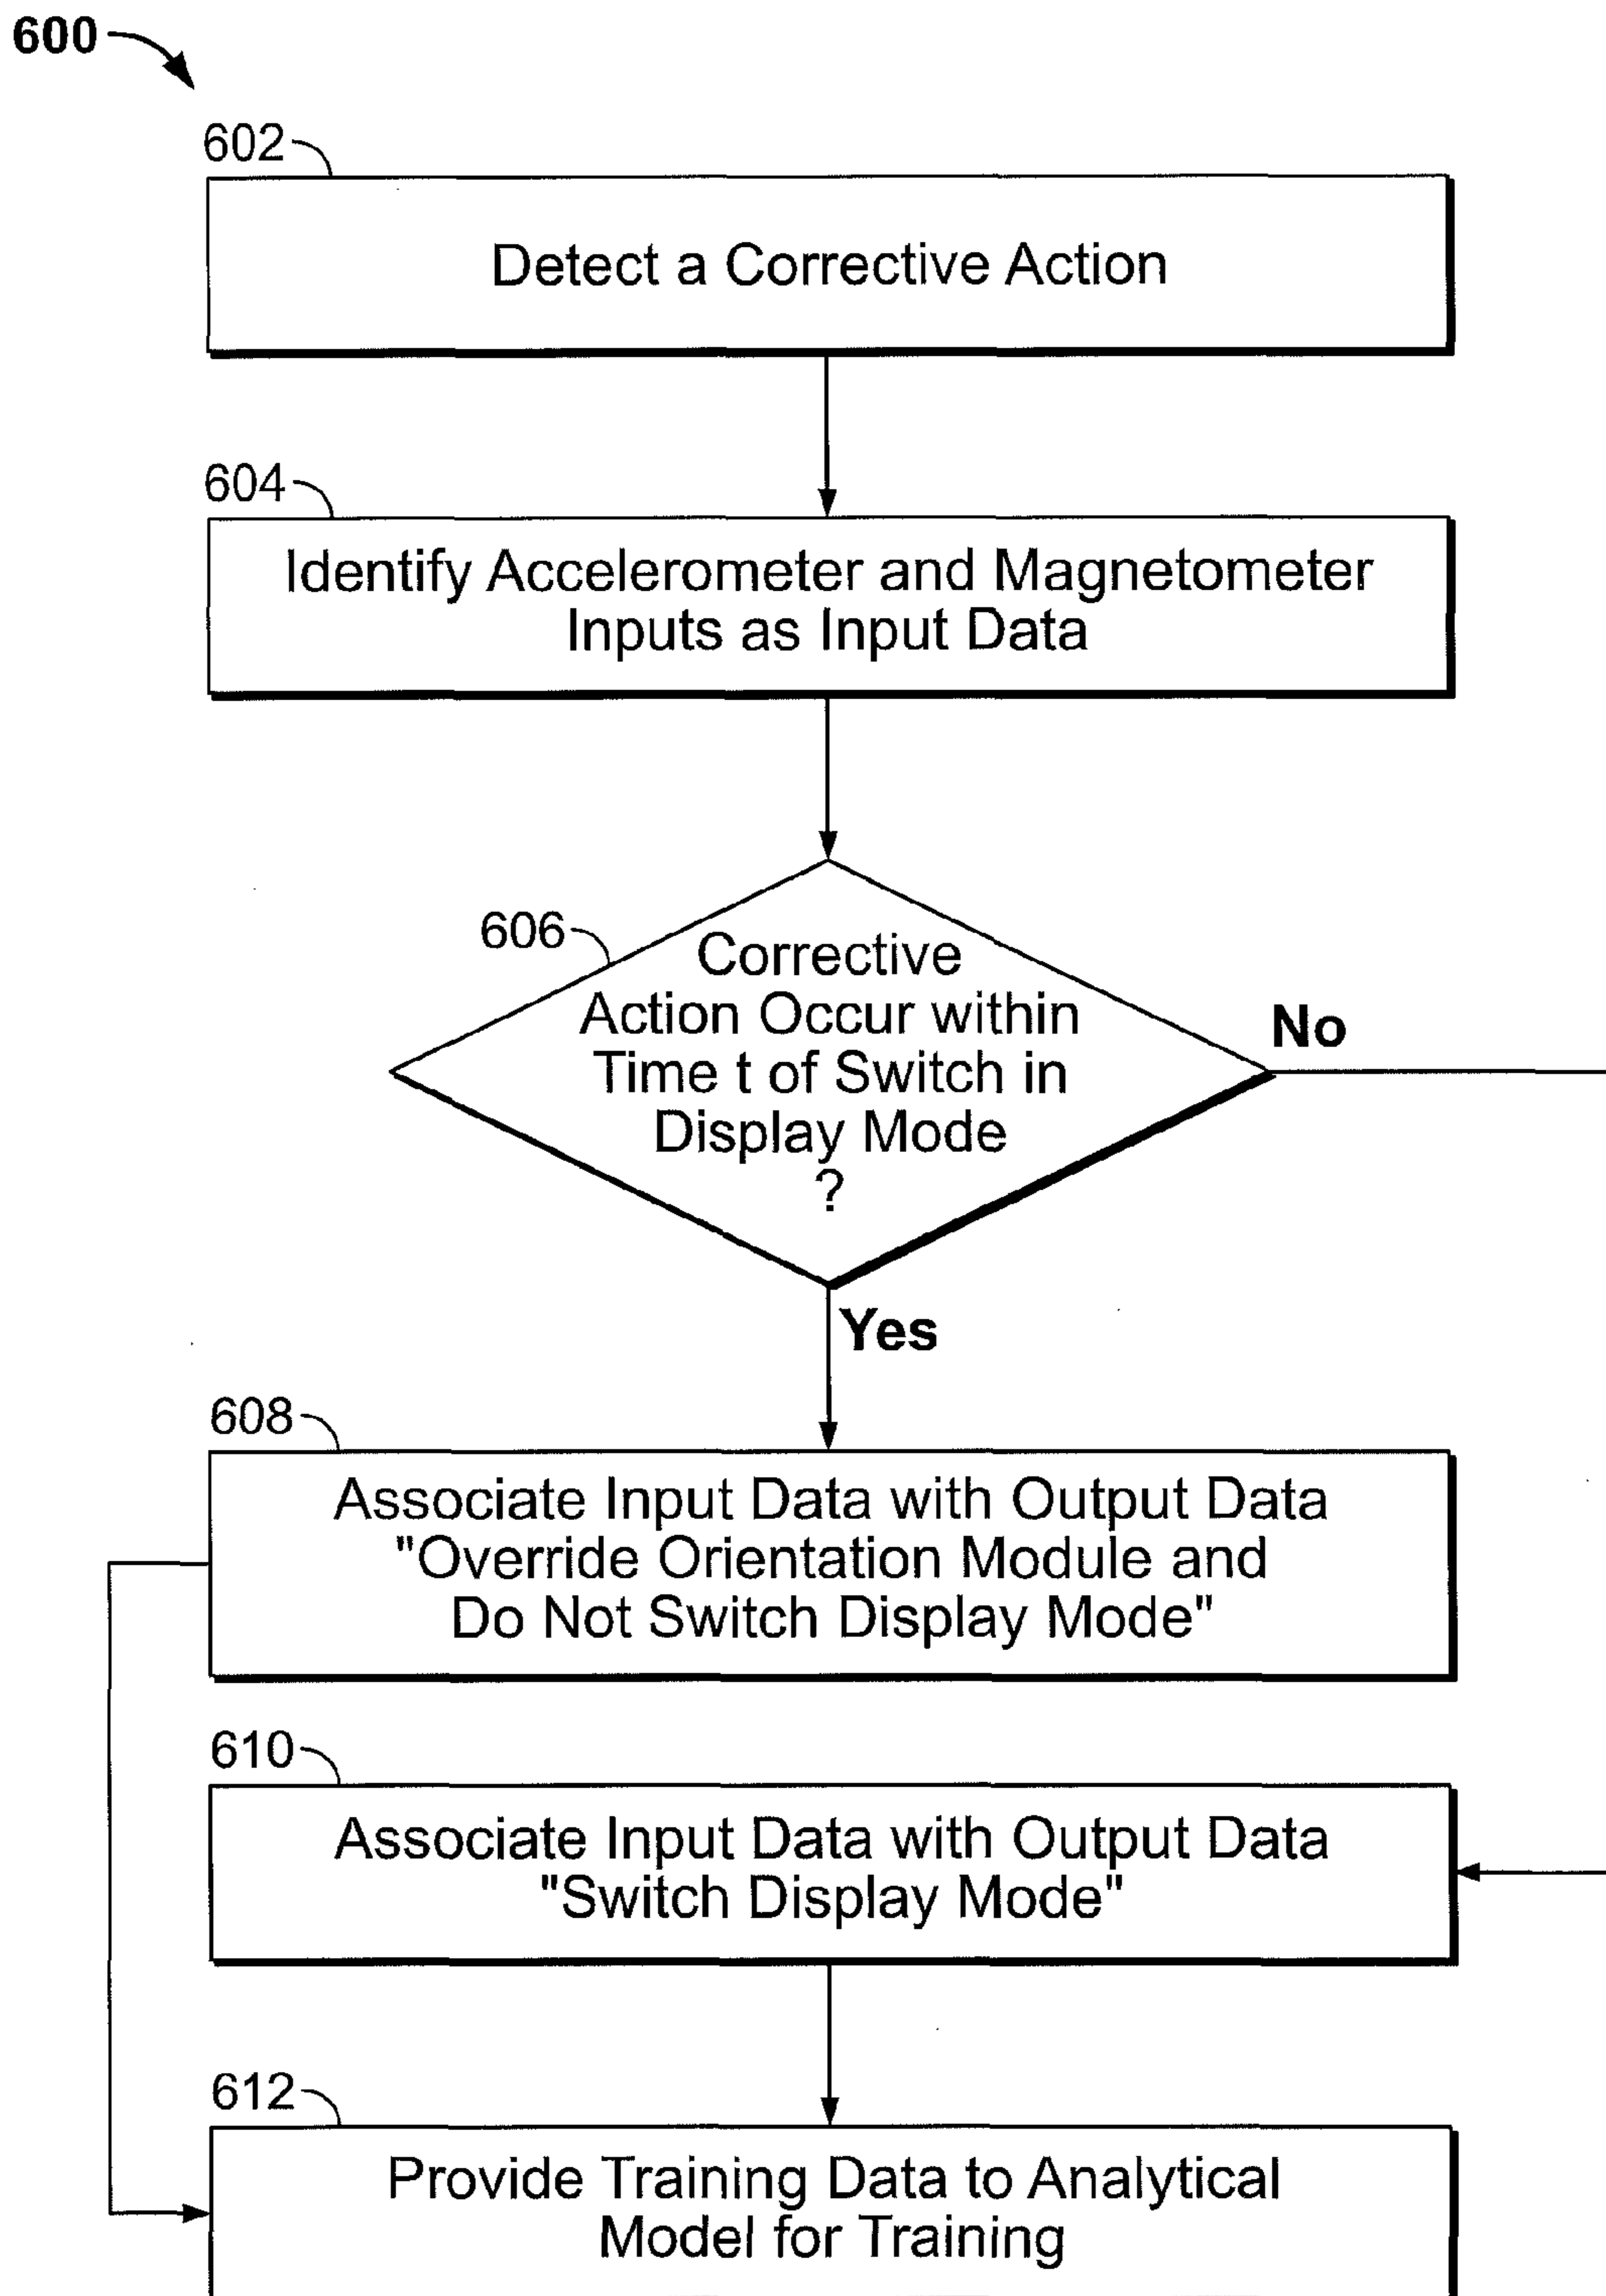 600
602
Detect a Corrective Action
604
Identify Accelerometer and Magnetometer
Inputs as Input Data
606
Corrective
Action Occur within
Time t of Switch in
Display Mode
?
No
Yes
608
Associate Input Data with Output Data
"Override Orientation Module and
Do Not Switch Display Mode"
610
Associate Input Data with Output Data
"Switch Display Mode"
612
Provide Training Data to Analytical
Model for Training